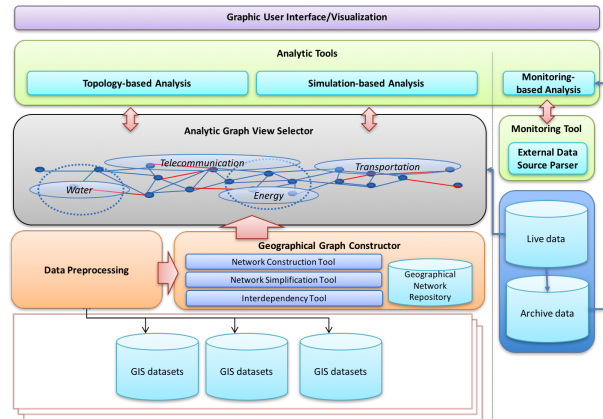 Graphic User Interface/Visualization
Analytic Tools
Topology-based Analysis
Simulation-based Analysis
Monitoring-
based Analysis
Analytic Graph View Selector
Telecommunication
Transportation
Water
Energy
Monitoring Tool
External Data
Source Parser
Data Preprocessing
Geographical Graph Constructor
Network Construction Tool
Network Simplification Tool
Interdependency Tool
Geographical
Network
Repository
Live data
Archive data
GIS datasets
GIS datasets
GIS datasets